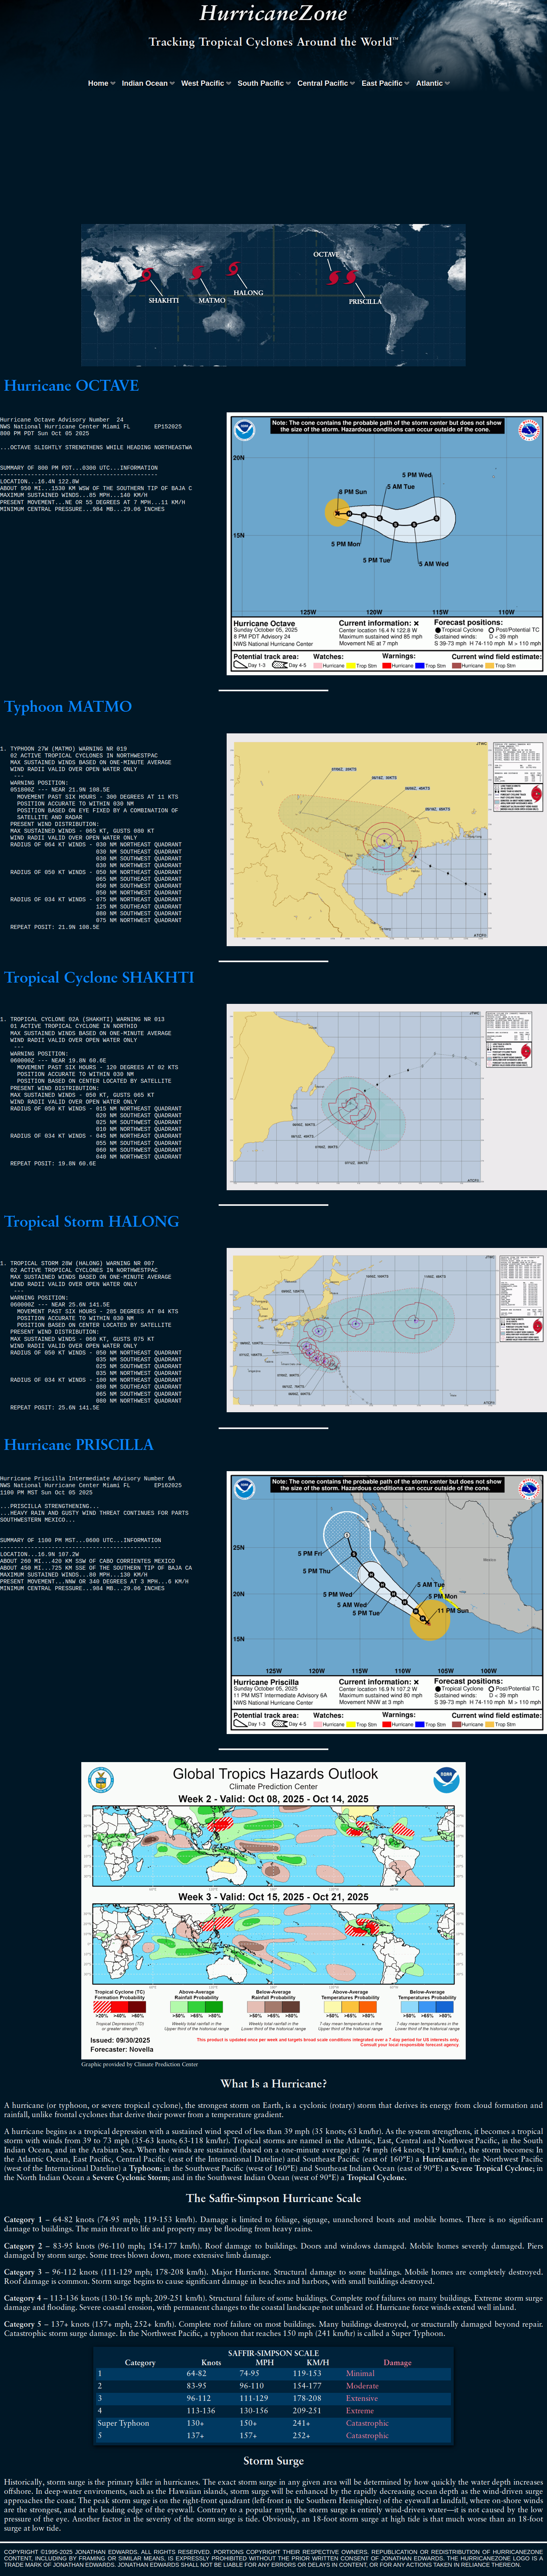 HurricaneZone
Tracking Tropical Cyclones Around the World™
Home Indian Ocean West Pacific South Pacific Central Pacific East Pacific Atlantic
OCTAVE
SHAKHTI
MATMO
HALONG
PRISCILLA
Hurricane OCTAVE
Hurricane Octave Advisory Number 24
NWS National Hurricane Center Miami FL EP152025
800 PM PDT Sun Oct 05 2025
...OCTAVE SLIGHTLY STRENGTHENS WHILE HEADING NORTHEASTWA
SUMMARY OF 800 PM PDT...0300 UTC...INFORMATION
----------------------------------------------
LOCATION...16.4N 122.8W
ABOUT 950 MI...1530 KM WSW OF THE SOUTHERN TIP OF BAJA C
MAXIMUM SUSTAINED WINDS...85 MPH...140 KM/H
PRESENT MOVEMENT...NE OR 55 DEGREES AT 7 MPH...11 KM/H
MINIMUM CENTRAL PRESSURE...984 MB...29.06 INCHES
Note: The cone contains the probable path of the storm center but does not show
the size of the storm. Hazardous conditions can occur outside of the cone.
20N
15N
5 PM Wed
5 AM Tue
8 PM Sun
5 PM Mon
5 PM Tue
5 AM Wed
125W 120W 115W 110W
Hurricane Octave
Sunday October 05, 2025
8 PM PDT Advisory 24
NWS National Hurricane Center
Current information: ×
Center location 16.4 N 122.8 W
Maximum sustained wind 85 mph
Movement NE at 7 mph
Forecast positions:
Tropical Cyclone Post/Potential TC
Sustained winds: D < 39 mph
S 39-73 mph H 74-110 mph M > 110 mph
Potential track area:
Day 1-3 Day 4-5
Watches:
Hurricane Trop Stm
Warnings:
Hurricane Trop Stm
Current wind field estimate:
Hurricane Trop Stm
Typhoon MATMO
1. TYPHOON 27W (MATMO) WARNING NR 019
02 ACTIVE TROPICAL CYCLONES IN NORTHWESTPAC
MAX SUSTAINED WINDS BASED ON ONE-MINUTE AVERAGE
WIND RADII VALID OVER OPEN WATER ONLY
---
WARNING POSITION:
051800Z --- NEAR 21.9N 108.5E
MOVEMENT PAST SIX HOURS - 300 DEGREES AT 11 KTS
POSITION ACCURATE TO WITHIN 030 NM
POSITION BASED ON EYE FIXED BY A COMBINATION OF
SATELLITE AND RADAR
PRESENT WIND DISTRIBUTION:
MAX SUSTAINED WINDS - 065 KT, GUSTS 080 KT
WIND RADII VALID OVER OPEN WATER ONLY
RADIUS OF 064 KT WINDS - 030 NM NORTHEAST QUADRANT
030 NM SOUTHEAST QUADRANT
030 NM SOUTHWEST QUADRANT
030 NM NORTHWEST QUADRANT
RADIUS OF 050 KT WINDS - 050 NM NORTHEAST QUADRANT
065 NM SOUTHEAST QUADRANT
050 NM SOUTHWEST QUADRANT
050 NM NORTHWEST QUADRANT
RADIUS OF 034 KT WINDS - 075 NM NORTHEAST QUADRANT
125 NM SOUTHEAST QUADRANT
080 NM SOUTHWEST QUADRANT
075 NM NORTHWEST QUADRANT
REPEAT POSIT: 21.9N 108.5E
JTWC
ATCF®
Tropical Cyclone SHAKHTI
1. TROPICAL CYCLONE 02A (SHAKHTI) WARNING NR 013
01 ACTIVE TROPICAL CYCLONE IN NORTHIO
MAX SUSTAINED WINDS BASED ON ONE-MINUTE AVERAGE
WIND RADII VALID OVER OPEN WATER ONLY
---
WARNING POSITION:
060000Z --- NEAR 19.8N 60.6E
MOVEMENT PAST SIX HOURS - 120 DEGREES AT 02 KTS
POSITION ACCURATE TO WITHIN 030 NM
POSITION BASED ON CENTER LOCATED BY SATELLITE
PRESENT WIND DISTRIBUTION:
MAX SUSTAINED WINDS - 050 KT, GUSTS 065 KT
WIND RADII VALID OVER OPEN WATER ONLY
RADIUS OF 050 KT WINDS - 015 NM NORTHEAST QUADRANT
020 NM SOUTHEAST QUADRANT
025 NM SOUTHWEST QUADRANT
010 NM NORTHWEST QUADRANT
RADIUS OF 034 KT WINDS - 045 NM NORTHEAST QUADRANT
055 NM SOUTHEAST QUADRANT
060 NM SOUTHWEST QUADRANT
040 NM NORTHWEST QUADRANT
REPEAT POSIT: 19.8N 60.6E
JTWC
ATCF®
Tropical Storm HALONG
1. TROPICAL STORM 28W (HALONG) WARNING NR 007
02 ACTIVE TROPICAL CYCLONES IN NORTHWESTPAC
MAX SUSTAINED WINDS BASED ON ONE-MINUTE AVERAGE
WIND RADII VALID OVER OPEN WATER ONLY
---
WARNING POSITION:
060000Z --- NEAR 25.6N 141.5E
MOVEMENT PAST SIX HOURS - 285 DEGREES AT 04 KTS
POSITION ACCURATE TO WITHIN 030 NM
POSITION BASED ON CENTER LOCATED BY SATELLITE
PRESENT WIND DISTRIBUTION:
MAX SUSTAINED WINDS - 060 KT, GUSTS 075 KT
WIND RADII VALID OVER OPEN WATER ONLY
RADIUS OF 050 KT WINDS - 050 NM NORTHEAST QUADRANT
035 NM SOUTHEAST QUADRANT
025 NM SOUTHWEST QUADRANT
035 NM NORTHWEST QUADRANT
RADIUS OF 034 KT WINDS - 100 NM NORTHEAST QUADRANT
080 NM SOUTHEAST QUADRANT
065 NM SOUTHWEST QUADRANT
080 NM NORTHWEST QUADRANT
REPEAT POSIT: 25.6N 141.5E
JTWC
ATCF®
Hurricane PRISCILLA
Hurricane Priscilla Intermediate Advisory Number 6A
NWS National Hurricane Center Miami FL EP162025
1100 PM MST Sun Oct 05 2025
...PRISCILLA STRENGTHENING...
...HEAVY RAIN AND GUSTY WIND THREAT CONTINUES FOR PARTS
SOUTHWESTERN MEXICO...
SUMMARY OF 1100 PM MST...0600 UTC...INFORMATION
-----------------------------------------------
LOCATION...16.9N 107.2W
ABOUT 260 MI...420 KM SSW OF CABO CORRIENTES MEXICO
ABOUT 450 MI...725 KM SSE OF THE SOUTHERN TIP OF BAJA CA
MAXIMUM SUSTAINED WINDS...80 MPH...130 KM/H
PRESENT MOVEMENT...NNW OR 340 DEGREES AT 3 MPH...6 KM/H
MINIMUM CENTRAL PRESSURE...984 MB...29.06 INCHES
Note: The cone contains the probable path of the storm center but does not show
the size of the storm. Hazardous conditions can occur outside of the cone.
Mexico
25N
20N
15N
5 PM Fri
5 PM Thu
5 PM Wed
5 AM Wed
5 PM Tue
5 AM Tue
5 PM Mon
11 PM Sun
125W 120W 115W 110W 105W 100W
Hurricane Priscilla
Sunday October 05, 2025
11 PM MST Intermediate Advisory 6A
NWS National Hurricane Center
Current information: ×
Center location 16.9 N 107.2 W
Maximum sustained wind 80 mph
Movement NNW at 3 mph
Forecast positions:
Tropical Cyclone Post/Potential TC
Sustained winds: D < 39 mph
S 39-73 mph H 74-110 mph M > 110 mph
Potential track area:
Day 1-3 Day 4-5
Watches:
Hurricane Trop Stm
Warnings:
Hurricane Trop Stm
Current wind field estimate:
Hurricane Trop Stm
Global Tropics Hazards Outlook
Climate Prediction Center
Week 2 - Valid: Oct 08, 2025 - Oct 14, 2025
Week 3 - Valid: Oct 15, 2025 - Oct 21, 2025
Tropical Cyclone (TC) Formation Probability
>20% >40% >60%
Tropical Depression (TD) or greater strength
Above-Average Rainfall Probability
>50% >65% >80%
Weekly total rainfall in the Upper third of the historical range
Below-Average Rainfall Probability
>50% >65% >80%
Weekly total rainfall in the Lower third of the historical range
Above-Average Temperatures Probability
>50% >65% >80%
7-day mean temperatures in the Upper third of the historical range
Below-Average Temperatures Probability
>50% >65% >80%
7-day mean temperatures in the Lower third of the historical range
Issued: 09/30/2025
Forecaster: Novella
This product is updated once per week and targets broad scale conditions integrated over a 7-day period for US interests only.
Consult your local responsible forecast agency.
Graphic provided by Climate Prediction Center
What Is a Hurricane?
A hurricane (or typhoon, or severe tropical cyclone), the strongest storm on Earth, is a cyclonic (rotary) storm that derives its energy from cloud formation and
rainfall, unlike frontal cyclones that derive their power from a temperature gradient.
A hurricane begins as a tropical depression with a sustained wind speed of less than 39 mph (35 knots; 63 km/hr). As the system strengthens, it becomes a tropical
storm with winds from 39 to 73 mph (35-63 knots; 63-118 km/hr). Tropical storms are named in the Atlantic, East, Central and Northwest Pacific, in the South
Indian Ocean, and in the Arabian Sea. When the winds are sustained (based on a one-minute average) at 74 mph (64 knots; 119 km/hr), the storm becomes: In
the Atlantic Ocean, East Pacific, Central Pacific (east of the International Dateline) and Southeast Pacific (east of 160°E) a Hurricane; in the Northwest Pacific
(west of the International Dateline) a Typhoon; in the Southwest Pacific (west of 160°E) and Southeast Indian Ocean (east of 90°E) a Severe Tropical Cyclone; in
the North Indian Ocean a Severe Cyclonic Storm; and in the Southwest Indian Ocean (west of 90°E) a Tropical Cyclone.
The Saffir-Simpson Hurricane Scale
Category 1 – 64-82 knots (74-95 mph; 119-153 km/h). Damage is limited to foliage, signage, unanchored boats and mobile homes. There is no significant
damage to buildings. The main threat to life and property may be flooding from heavy rains.
Category 2 – 83-95 knots (96-110 mph; 154-177 km/h). Roof damage to buildings. Doors and windows damaged. Mobile homes severely damaged. Piers
damaged by storm surge. Some trees blown down, more extensive limb damage.
Category 3 – 96-112 knots (111-129 mph; 178-208 km/h). Major Hurricane. Structural damage to some buildings. Mobile homes are completely destroyed.
Roof damage is common. Storm surge begins to cause significant damage in beaches and harbors, with small buildings destroyed.
Category 4 – 113-136 knots (130-156 mph; 209-251 km/h). Structural failure of some buildings. Complete roof failures on many buildings. Extreme storm surge
damage and flooding. Severe coastal erosion, with permanent changes to the coastal landscape not unheard of. Hurricane force winds extend well inland.
Category 5 – 137+ knots (157+ mph; 252+ km/h). Complete roof failure on most buildings. Many buildings destroyed, or structurally damaged beyond repair.
Catastrophic storm surge damage. In the Northwest Pacific, a typhoon that reaches 150 mph (241 km/hr) is called a Super Typhoon.
SAFFIR-SIMPSON SCALE
Category Knots MPH KM/H Damage
1 64-82 74-95 119-153 Minimal
2 83-95 96-110 154-177 Moderate
3 96-112 111-129 178-208 Extensive
4 113-136 130-156 209-251 Extreme
Super Typhoon 130+ 150+ 241+ Catastrophic
5 137+ 157+ 252+ Catastrophic
Storm Surge
Historically, storm surge is the primary killer in hurricanes. The exact storm surge in any given area will be determined by how quickly the water depth increases
offshore. In deep-water enviroments, such as the Hawaiian islands, storm surge will be enhanced by the rapidly decreasing ocean depth as the wind-driven surge
approaches the coast. The peak storm surge is on the right-front quadrant (left-front in the Southern Hemisphere) of the eyewall at landfall, where on-shore winds
are the strongest, and at the leading edge of the eyewall. Contrary to a popular myth, the storm surge is entirely wind-driven water—it is not caused by the low
pressure of the eye. Another factor in the severity of the storm surge is tide. Obviously, an 18-foot storm surge at high tide is that much worse than an 18-foot
surge at low tide.
COPYRIGHT ©1995-2025 JONATHAN EDWARDS. ALL RIGHTS RESERVED. PORTIONS COPYRIGHT THEIR RESPECTIVE OWNERS. REPUBLICATION OR REDISTRIBUTION OF HURRICANEZONE
CONTENT, INCLUDING BY FRAMING OR SIMILAR MEANS, IS EXPRESSLY PROHIBITED WITHOUT THE PRIOR WRITTEN CONSENT OF JONATHAN EDWARDS. THE HURRICANEZONE LOGO IS A
TRADE MARK OF JONATHAN EDWARDS. JONATHAN EDWARDS SHALL NOT BE LIABLE FOR ANY ERRORS OR DELAYS IN CONTENT, OR FOR ANY ACTIONS TAKEN IN RELIANCE THEREON.